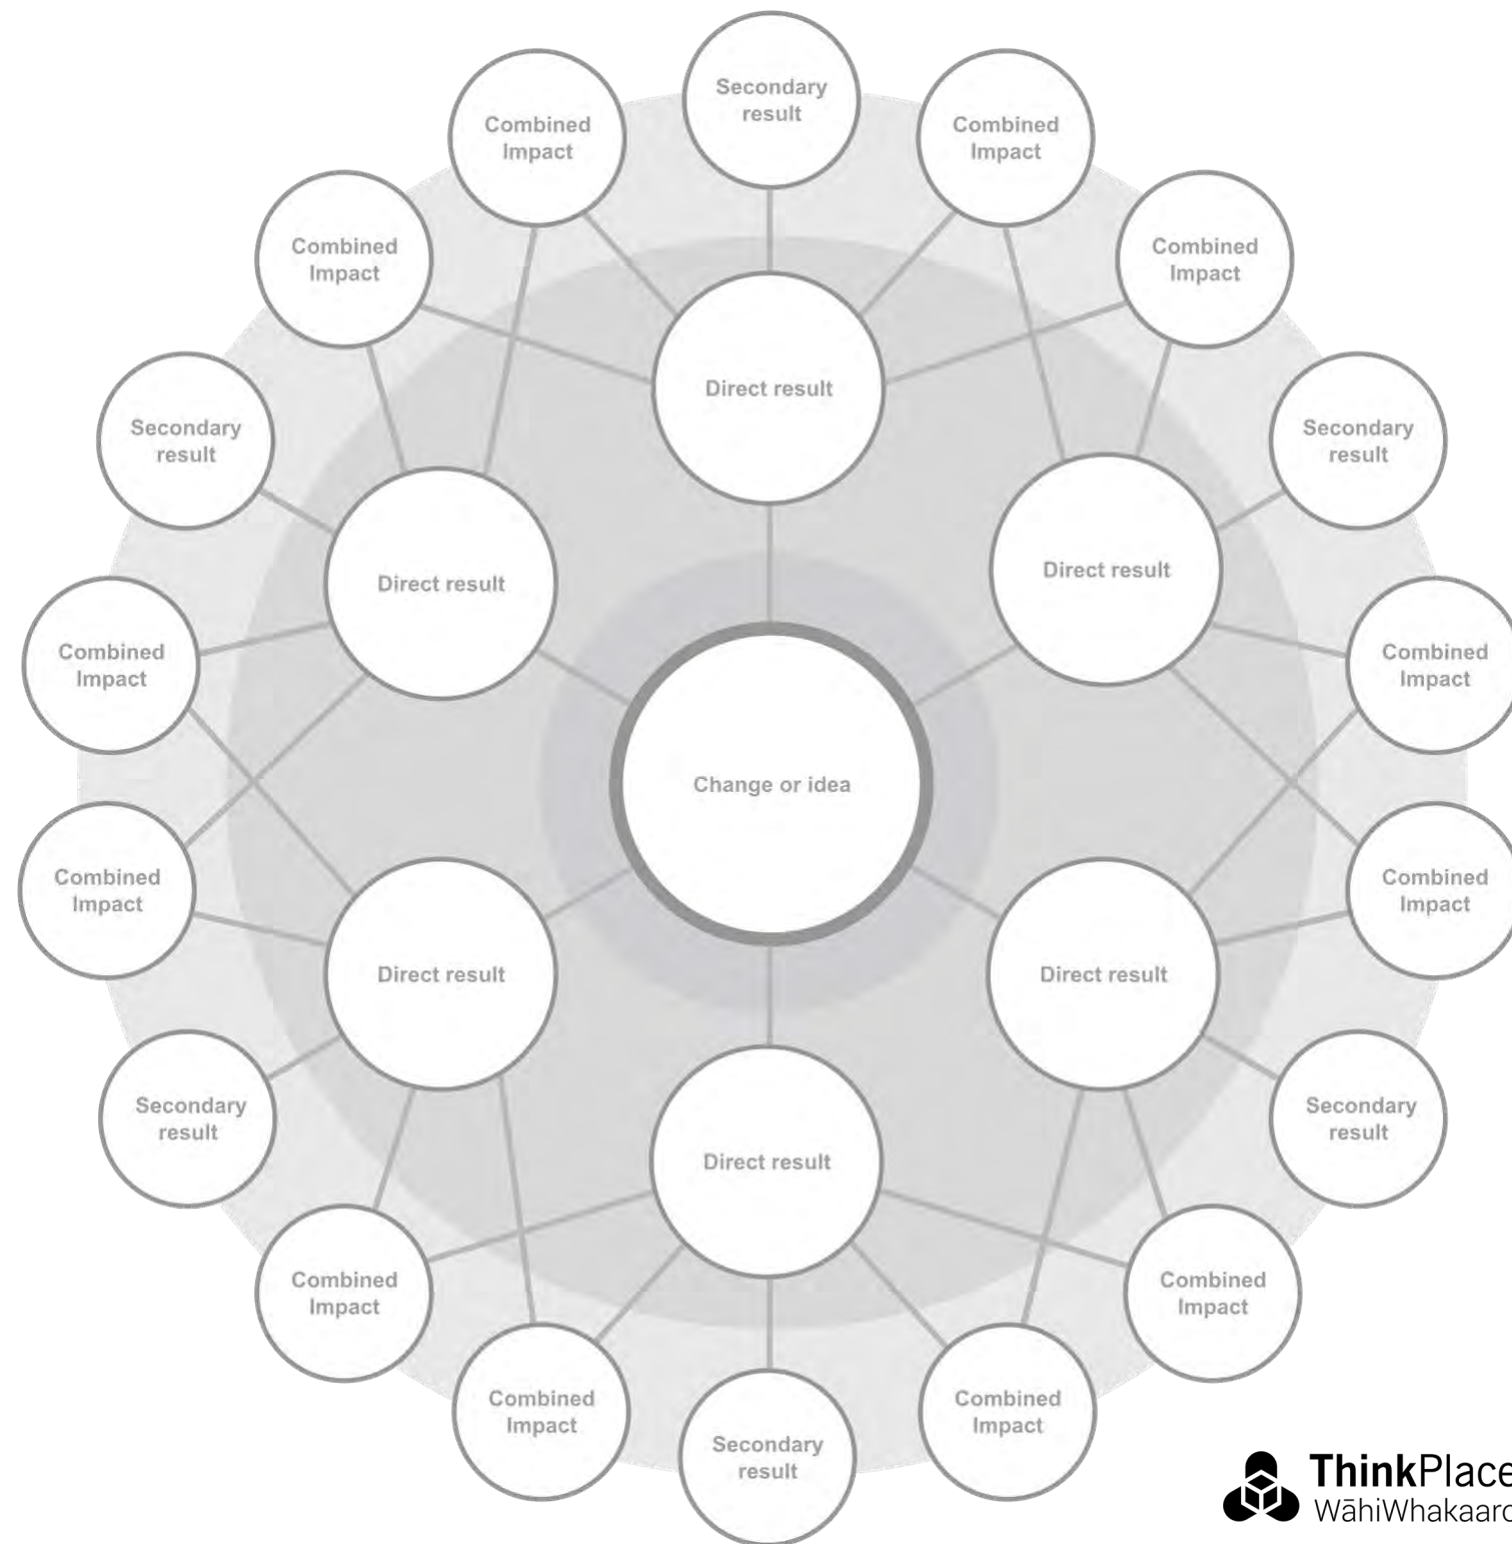 Secondary
result
Combined
Impact
Combined
Impact
Combined
Impact
Combined
Impact
Secondary
result
Direct result
Secondary
result
Direct result
Direct result
Combined
Impact
Combined
Impact
Change or idea
Combined
Impact
Combined
Impact
Direct result
Direct result
Secondary
result
Direct result
Secondary
result
Combined
Impact
Combined
Impact
Combined
Impact
Secondary
result
Combined
Impact
ThinkPlace
WāhiWhakaaro